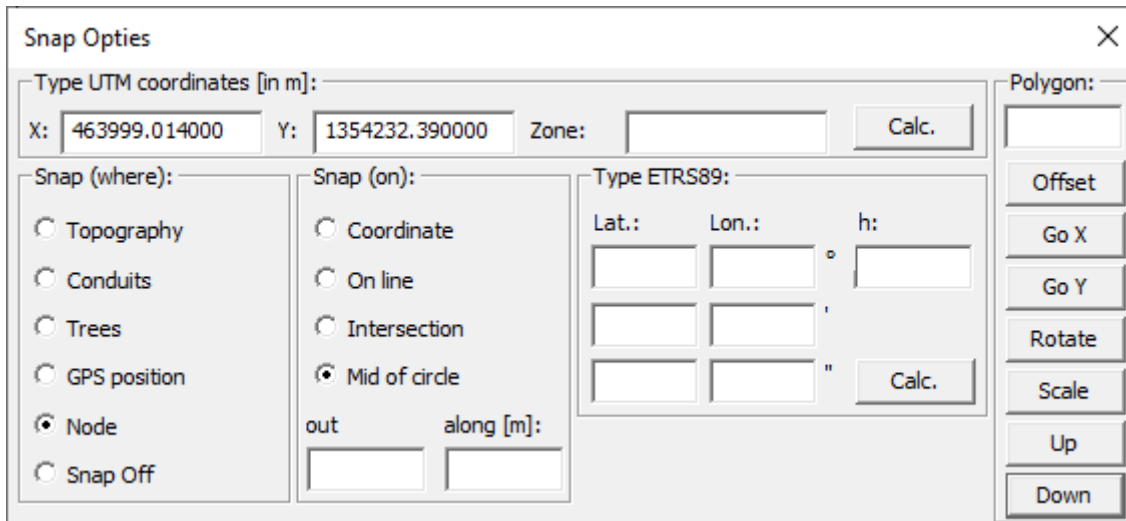 Snap Opties
Type UTM coordinates [in m]:
X: 463999.014000 Y: 1354232.390000 Zone: Calc.
Polygon:
Snap (where):
Topography
Conduits
Trees
GPS position
Node
Snap Off
Snap (on):
Coordinate
On line
Intersection
Mid of circle
out along [m]:
Type ETRS89:
Lat.: Lon.: h:
°
'
" Calc.
Offset
Go X
Go Y
Rotate
Scale
Up
Down